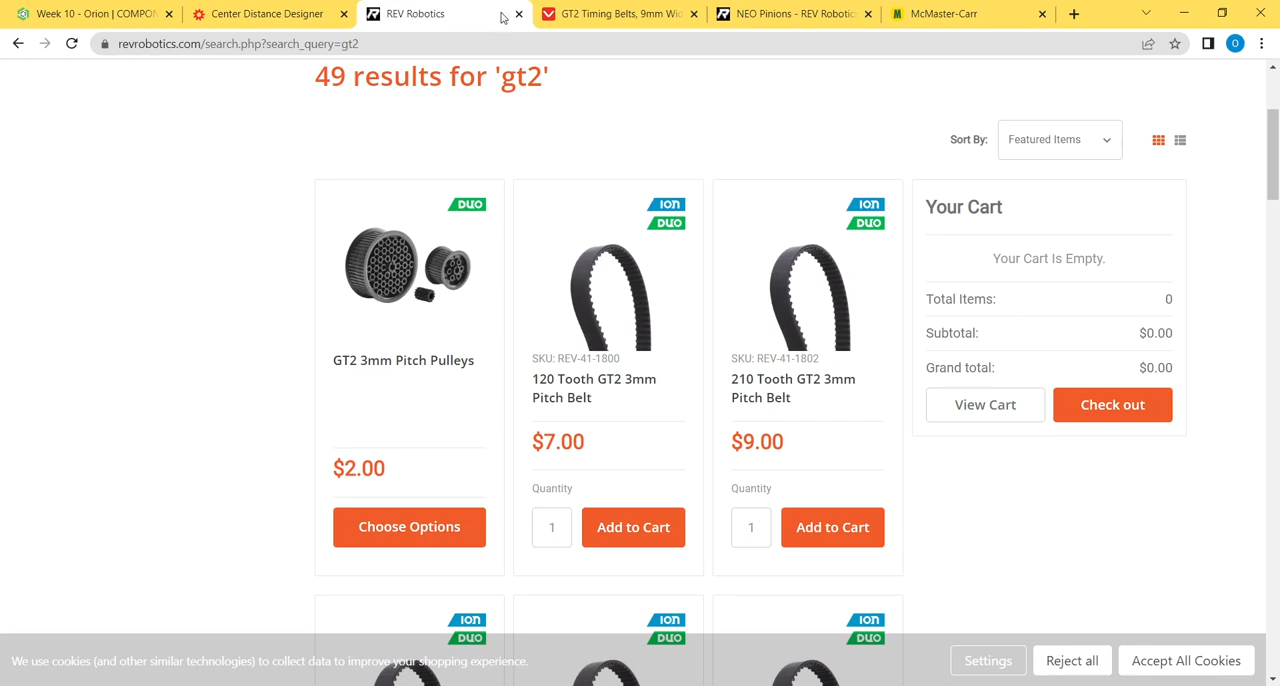 Week 10 - Orion | COMPON
Center Distance Designer
REV Robotics
GT2 Timing Belts, 9mm Wid
NEO Pinions - REV Robotics
McMaster-Carr
revrobotics.com/search.php?search_query=gt2
O
49 results for 'gt2'
Sort By:
Featured Items
DUO
GT2 3mm Pitch Pulleys
$2.00
Choose Options
ION
DUO
SKU: REV-41-1800
120 Tooth GT2 3mm
Pitch Belt
$7.00
Quantity
1
Add to Cart
ION
DUO
SKU: REV-41-1802
210 Tooth GT2 3mm
Pitch Belt
$9.00
Quantity
1
Add to Cart
Your Cart
Your Cart Is Empty.
Total Items: 0
Subtotal: $0.00
Grand total: $0.00
View Cart
Check out
ION
DUO
ION
DUO
ION
DUO
We use cookies (and other similar technologies) to collect data to improve your shopping experience.
Settings
Reject all
Accept All Cookies